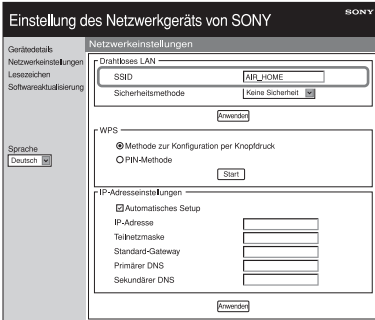 Einstellung des Netzwerkgeräts von SONY
SONY
Gerätedetails
Netzwerkeinstellungen
Lesezeichen
Softwareaktualisierung
Sprache
Deutsch
Netzwerkeinstellungen
Drahtloses LAN
SSID AIR_HOME
Sicherheitsmethode Keine Sicherheit
Anwenden
WPS
Methode zur Konfiguration per Knopfdruck
PIN-Methode
Start
IP-Adresseinstellungen
Automatisches Setup
IP-Adresse
Teilnetzmaske
Standard-Gateway
Primärer DNS
Sekundärer DNS
Anwenden